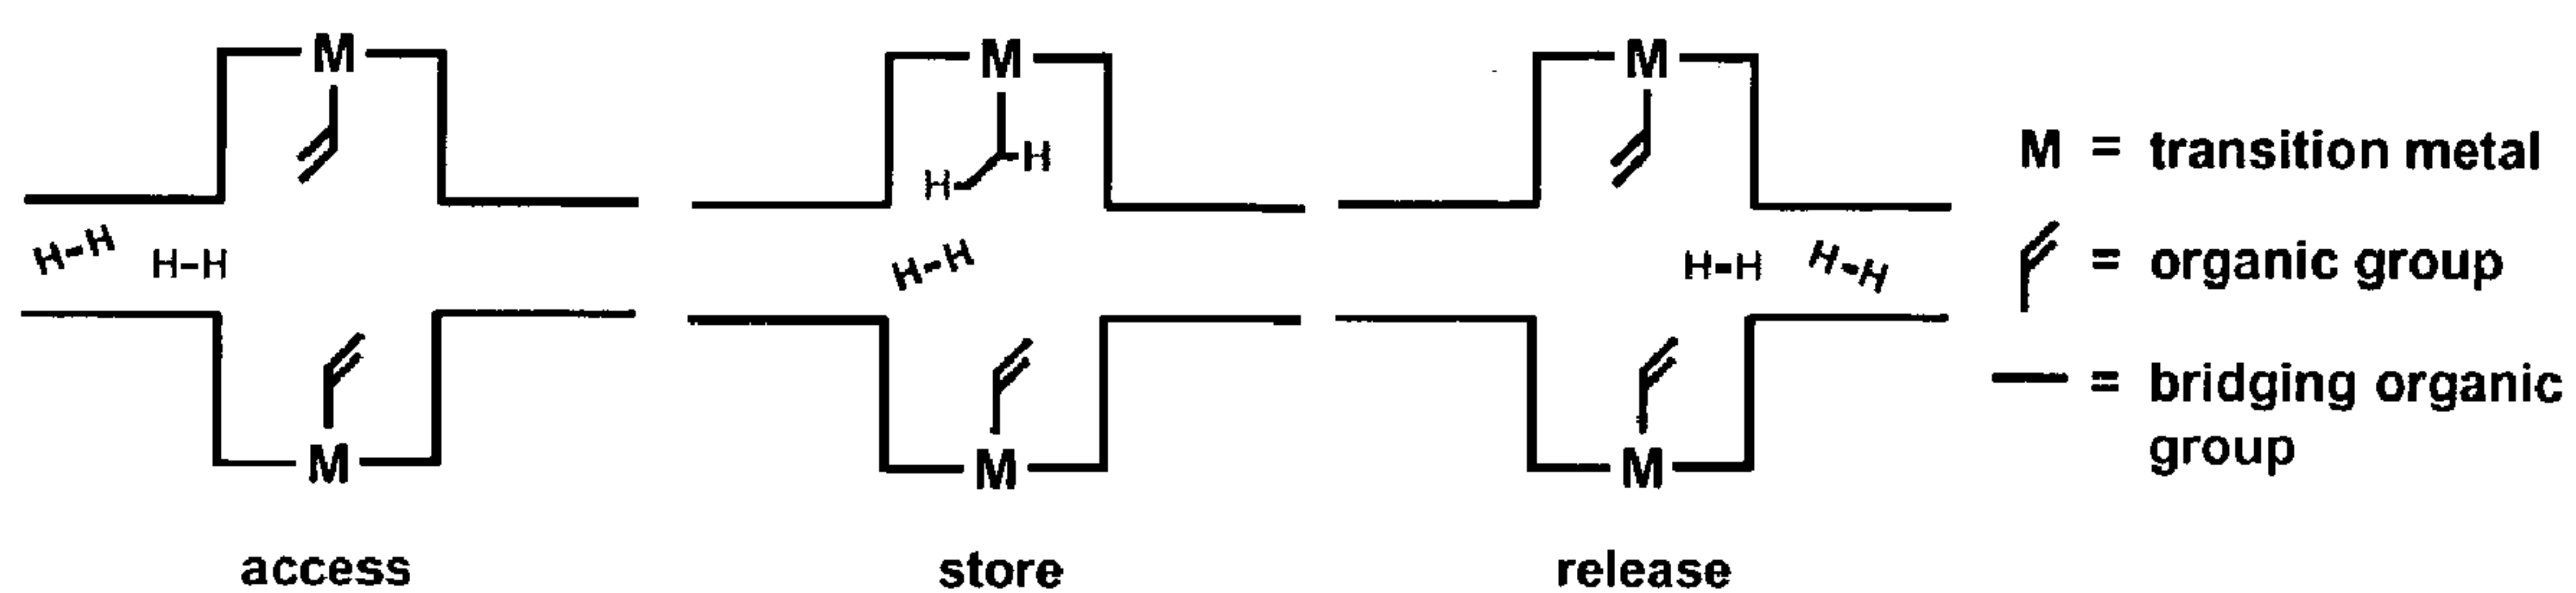 M M M M = transition metal
H H
H-H H-H H-H H-H H-H = organic group
— = bridging organic
group
M M M
access store release